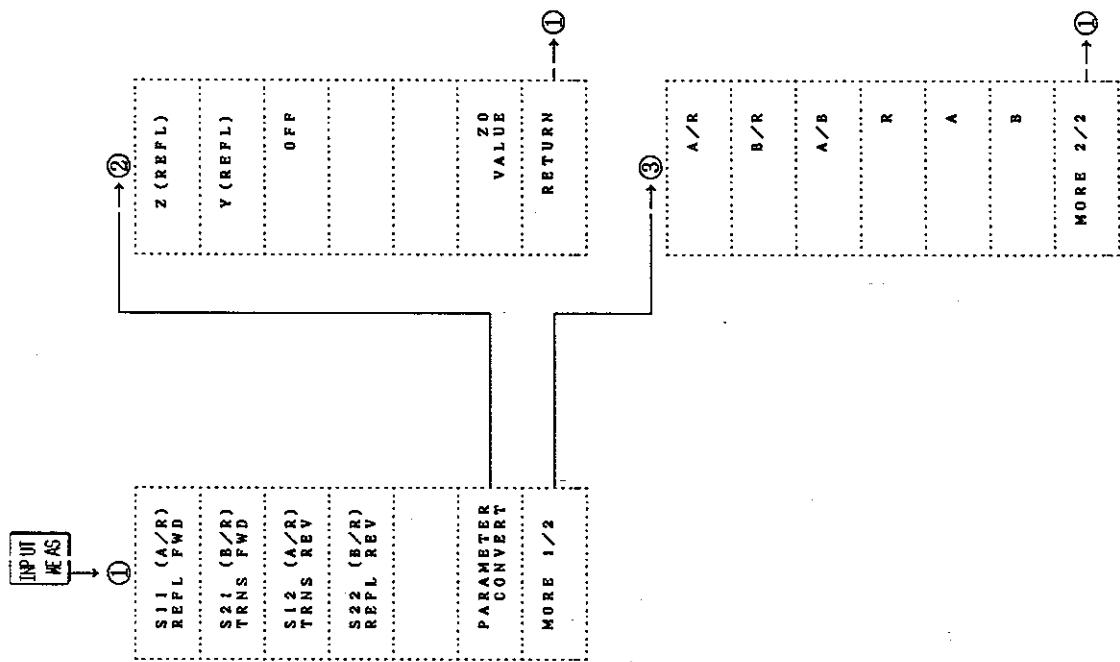 INPUT
MEAS
①
S11 (A/R)
REFL FWD
S21 (B/R)
TRNS FWD
S12 (A/R)
TRNS REV
S22 (B/R)
REFL REV
PARAMETER
CONVERT
MORE 1/2
②
Z(REFL)
Y(REFL)
OFF
Z0
VALUE
RETURN
①
③
A/R
B/R
A/B
R
A
B
MORE 2/2
①